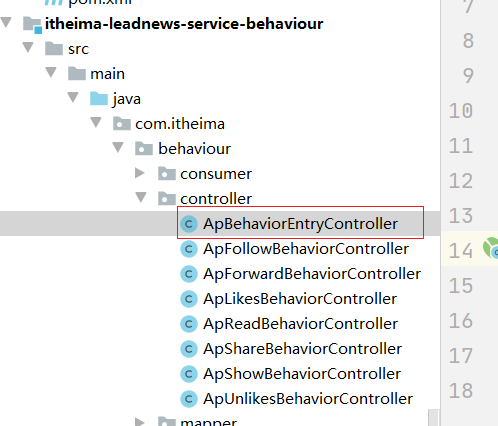 pom.xml
itheima-leadnews-service-behaviour
src
main
java
com.itheima
behaviour
consumer
controller
ApBehaviorEntryController
ApFollowBehaviorController
ApForwardBehaviorController
ApLikesBehaviorController
ApReadBehaviorController
ApShareBehaviorController
ApShowBehaviorController
ApUnlikesBehaviorController
mapper
7
8
9
10
11
12
13
14
15
16
17
18